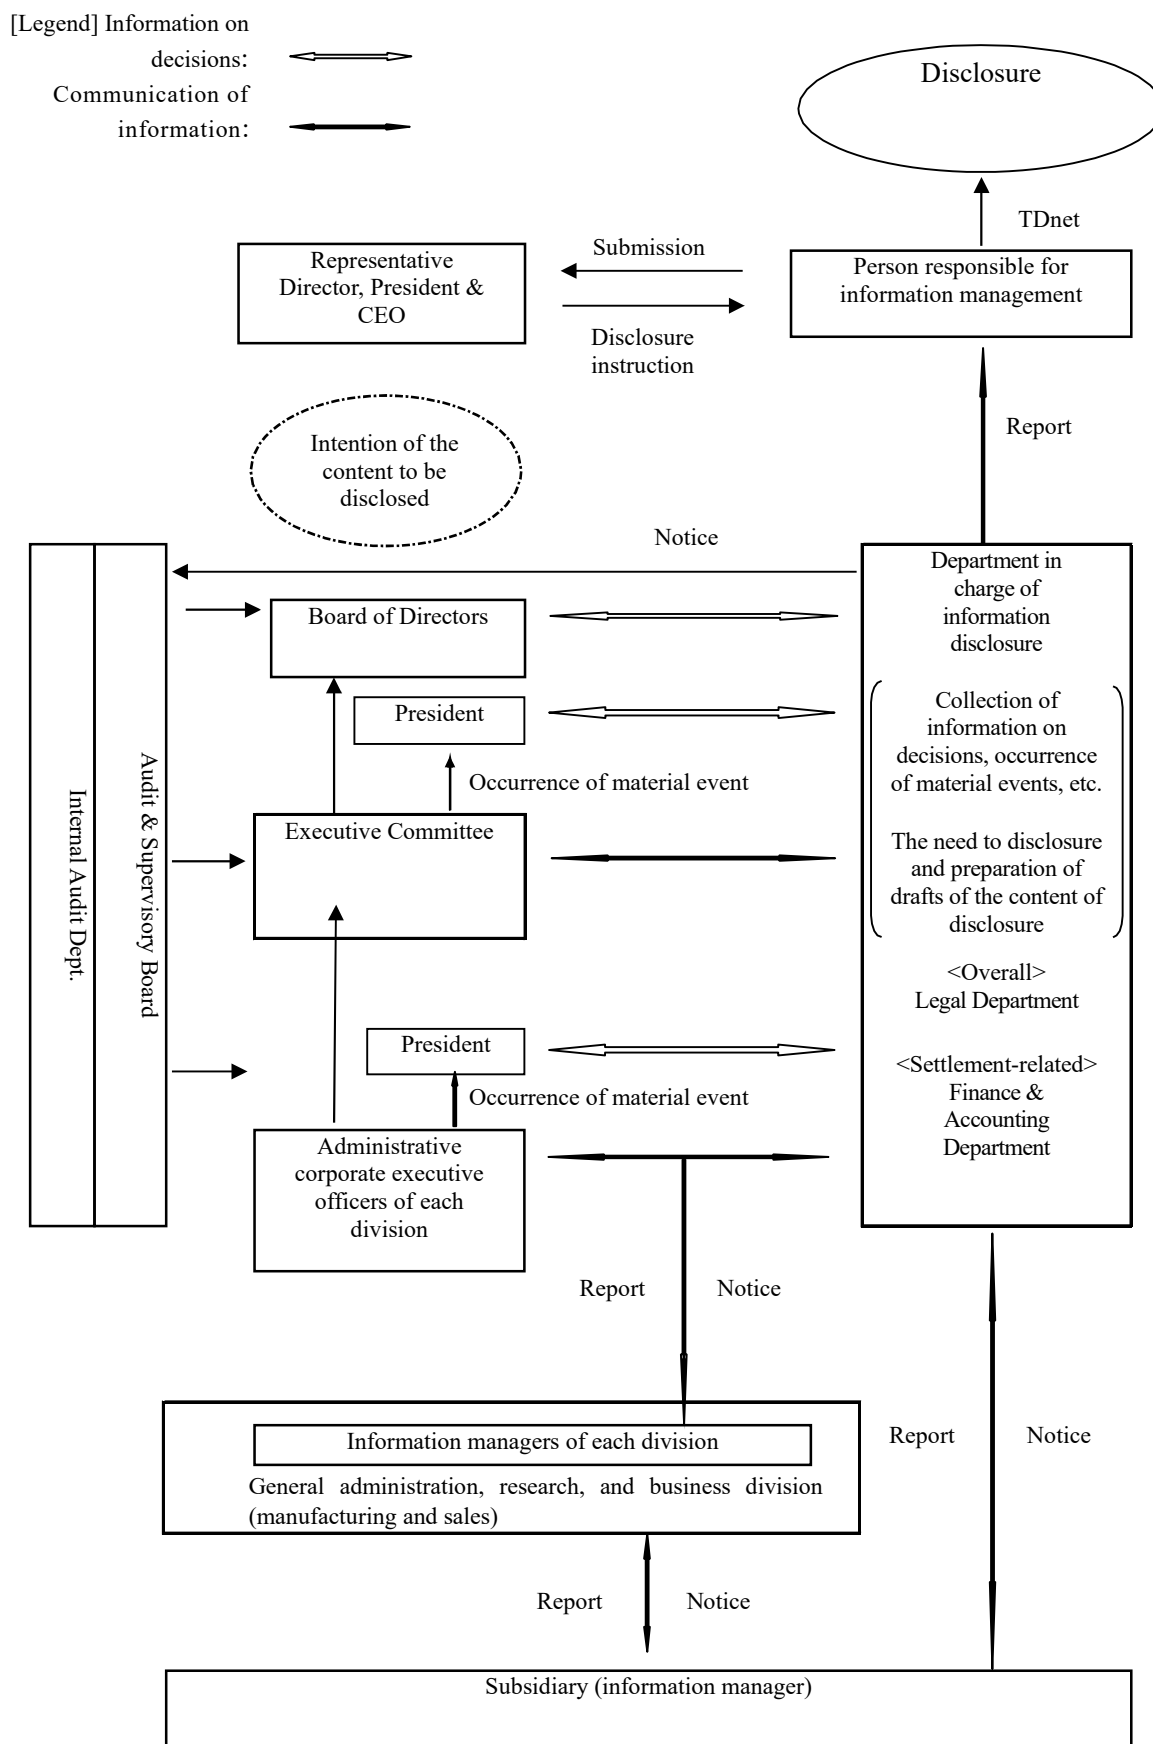 [Legend] Information on
decisions:
Communication of
information:
Disclosure
TDnet
Representative
Director, President &
CEO
Submission
Disclosure
instruction
Person responsible for
information management
Report
Intention of the
content to be
disclosed
Notice
Internal Audit Dept.
Audit & Supervisory Board
Board of Directors
President
Occurrence of material event
Executive Committee
President
Occurrence of material event
Administrative
corporate executive
officers of each
division
Department in
charge of
information
disclosure
Collection of
information on
decisions, occurrence
of material events, etc.
The need to disclosure
and preparation of
drafts of the content of
disclosure
<Overall>
Legal Department
<Settlement-related>
Finance &
Accounting
Department
Report
Notice
Information managers of each division
General administration, research, and business division
(manufacturing and sales)
Report
Notice
Report
Notice
Subsidiary (information manager)